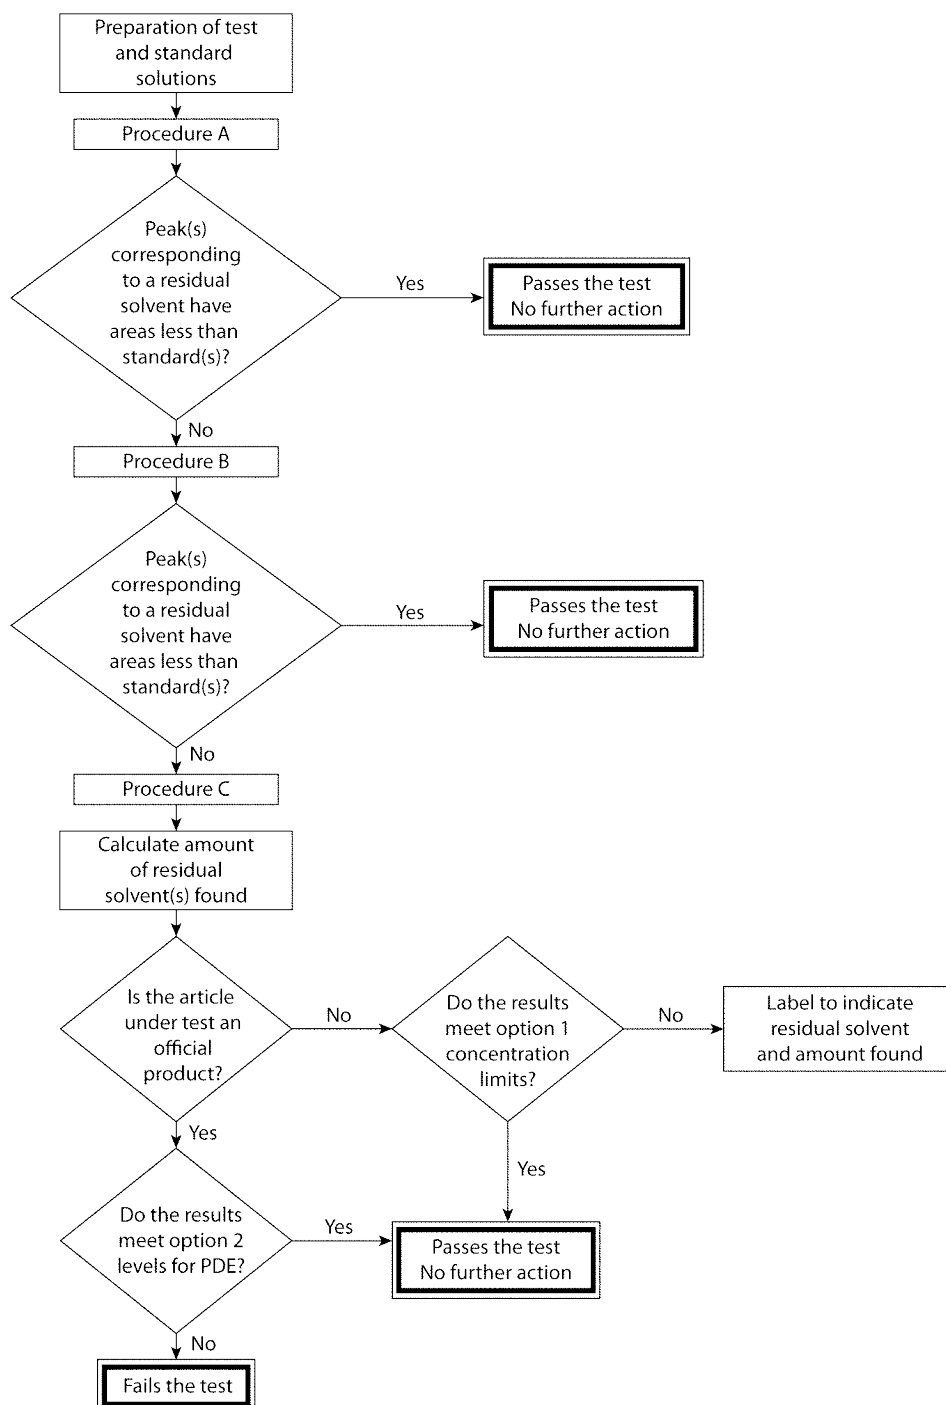 Preparation of test
and standard
solutions
Procedure A
Peak(s)
corresponding
to a residual
solvent have
areas less than
standard(s)?
Yes
Passes the test
No further action
No
Procedure B
Peak(s)
corresponding
to a residual
solvent have
areas less than
standard(s)?
Yes
Passes the test
No further action
No
Procedure C
Calculate amount
of residual
solvent(s) found
Is the article
under test an
official
product?
No
Do the results
meet option 1
concentration
limits?
No
Label to indicate
residual solvent
and amount found
Yes
Yes
Do the results
meet option 2
levels for PDE?
Yes
Passes the test
No further action
No
Fails the test